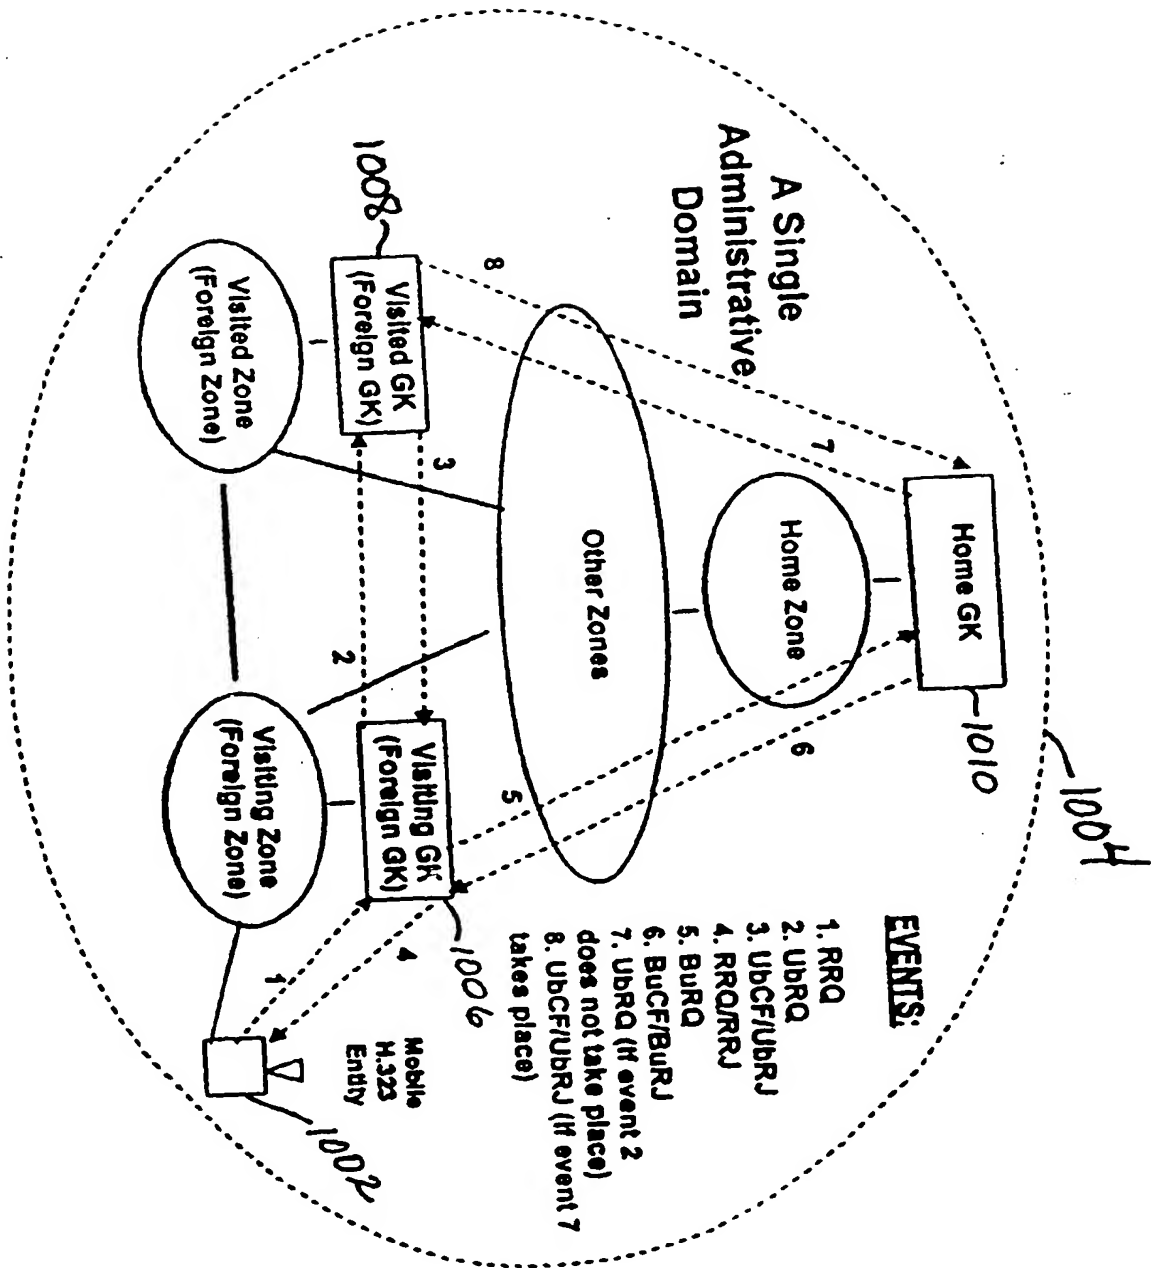 A Single
Administrative
Domain
1004
Home GK
1010
Home Zone
Other Zones
1008
Visited GK
(Foreign GK)
Visited Zone
(Foreign Zone)
Visiting GK
(Foreign GK)
1006
Visiting Zone
(Foreign Zone)
Mobile
H.323
Entity
1002
1
2
3
4
5
6
7
8
EVENTS:
1. RRQ
2. UbRQ
3. UbCF/UbRJ
4. RRQ/RRJ
5. BuRQ
6. BuCF/BuRJ
7. UbRQ (if event 2
does not take place)
8. UbCF/UbRJ (if event 7
takes place)